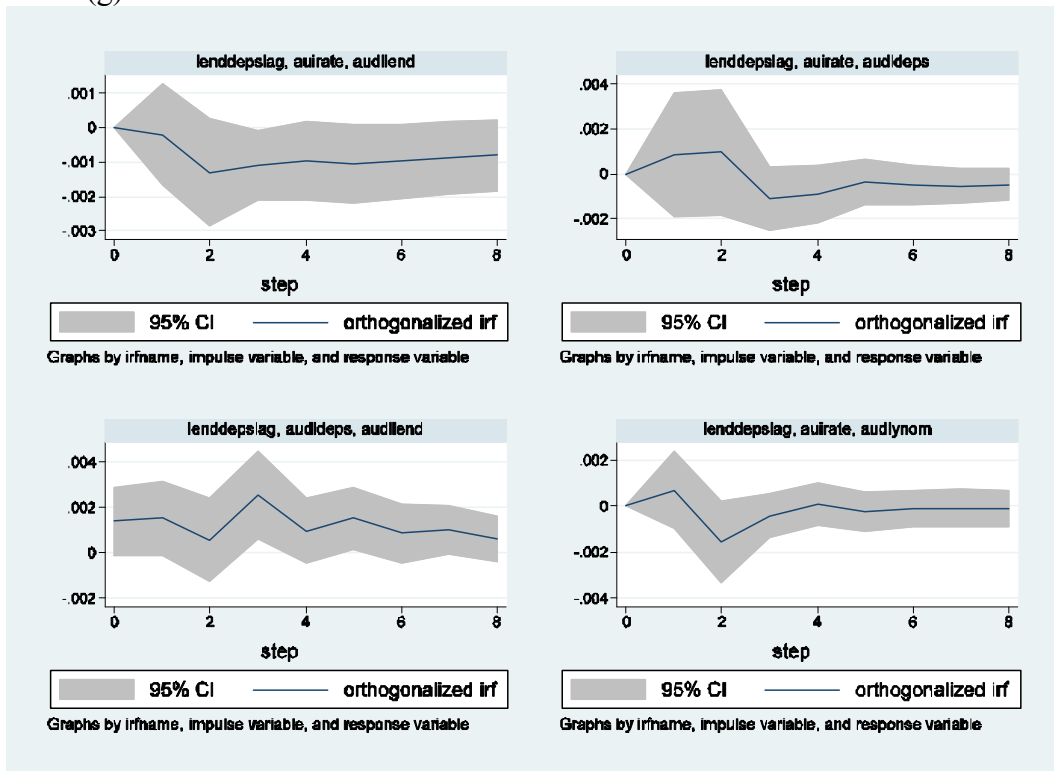 (g)
lenddepslag, auirate, audllend
.001
0
-.001
-.002
-.003
0 2 4 6 8
step
95% CI orthogonalized irf
Graphs by irfname, impulse variable, and response variable
lenddepslag, auirate, audldeps
.004
.002
0
-.002
0 2 4 6 8
step
95% CI orthogonalized irf
Graphs by irfname, impulse variable, and response variable
lenddepslag, audldeps, audllend
.004
.002
0
-.002
0 2 4 6 8
step
95% CI orthogonalized irf
Graphs by irfname, impulse variable, and response variable
lenddepslag, auirate, audlynom
.002
0
-.002
-.004
0 2 4 6 8
step
95% CI orthogonalized irf
Graphs by irfname, impulse variable, and response variable